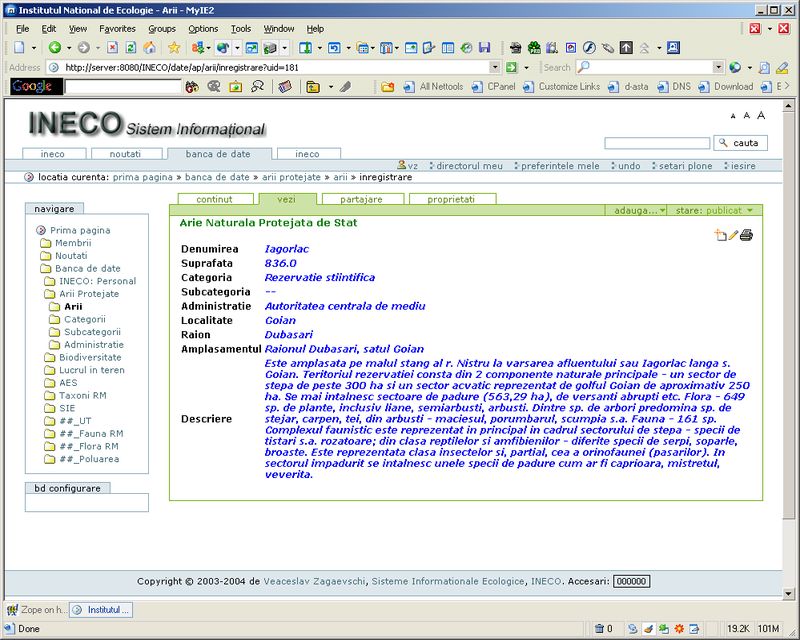 Institutul National de Ecologie - Arii - MyIE2
File Edit View Favorites Groups Options Tools Window Help
Address http://server:8080/INECO/date/ap/arii/inregistrare?uid=181 Search
Google All Nettools CPanel Customize Links d-asta DNS Download E
INECO Sistem Informaţional
A A A
cauta
ineco noutati banca de date ineco
vz directorul meu preferintele mele undo setari plone iesire
locatia curenta: prima pagina » banca de date » arii protejate » arii » inregistrare
navigare
Prima pagina
Membrii
Noutati
Banca de date
INECO: Personal
Arii Protejate
Arii
Categorii
Subcategorii
Administratie
Biodiversitate
Lucrul in teren
AES
Taxoni RM
SIE
##_UT
##_Fauna RM
##_Flora RM
##_Poluarea
bd configurare
continut vezi partajare proprietati
adauga... stare: publicat
Arie Naturala Protejata de Stat
Denumirea Iagorlac
Suprafata 836.0
Categoria Rezervatie stiintifica
Subcategoria --
Administratie Autoritatea centrala de mediu
Localitate Goian
Raion Dubasari
Amplasamentul Raionul Dubasari, satul Goian
Descriere
Este amplasata pe malul stang al r. Nistru la varsarea afluentului sau Iagorlac langa s.
Goian. Teritoriul rezervatiei consta din 2 componente naturale principale - un sector de
stepa de peste 300 ha si un sector acvatic reprezentat de golful Goian de aproximativ 250
ha. Se mai intalnesc sectoare de padure (563,29 ha), de versanti abrupti etc. Flora - 649
sp. de plante, inclusiv liane, semiarbusti, arbusti. Dintre sp. de arbori predomina sp. de
stejar, carpen, tei, din arbusti - maciesul, porumbarul, scumpia s.a. Fauna - 161 sp.
Complexul faunistic este reprezentat in principal in cadrul sectorului de stepa - specii de
tistari s.a. rozatoare; din clasa reptilelor si amfibienilor - diferite specii de serpi, soparle,
broaste. Este reprezentata clasa insectelor si, partial, cea a orinofaunei (pasarilor). In
sectorul impadurit se intalnesc unele specii de padure cum ar fi caprioara, mistretul,
veverita.
Copyright © 2003-2004 de Veaceslav Zagaevschi, Sisteme Informationale Ecologice, INECO. Accesari: 000000
Zope on h... Institutul ...
Done 0 19.2K 101M